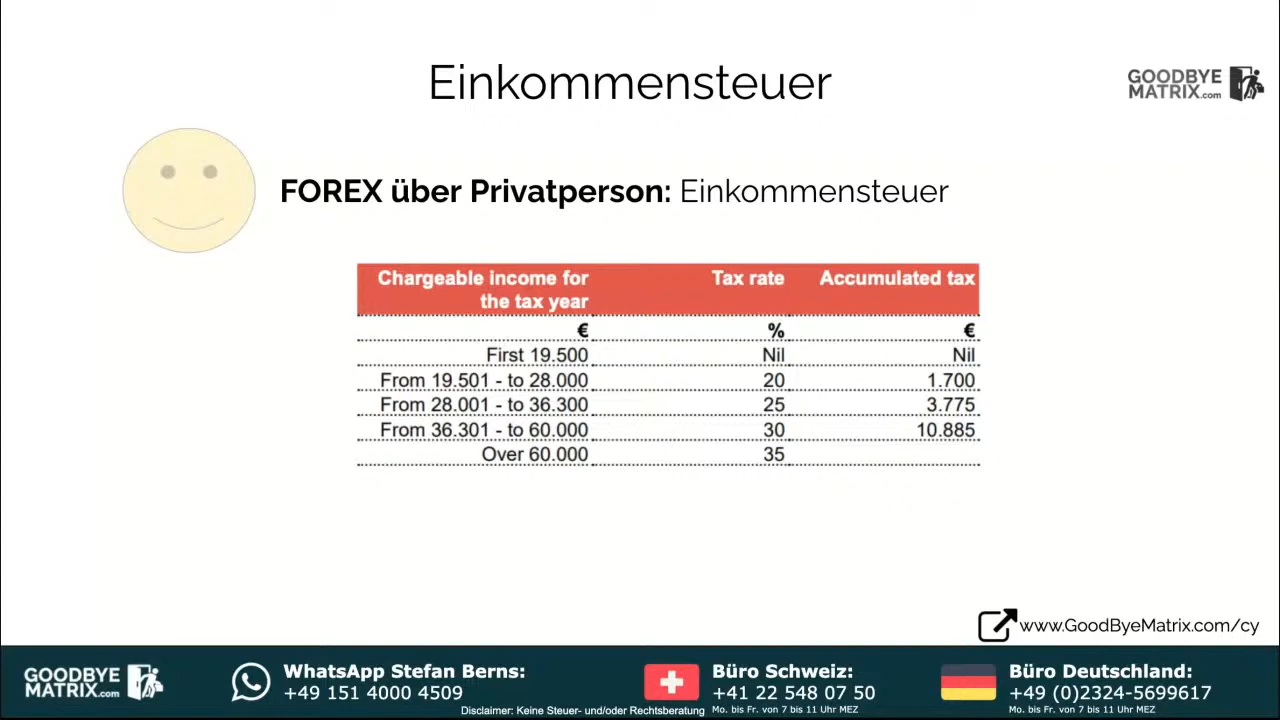 Einkommensteuer
GOODBYE
MATRIX.com
FOREX über Privatperson: Einkommensteuer
Chargeable income for the tax year Tax rate Accumulated tax
€ % €
First 19.500 Nil Nil
From 19.501 - to 28.000 20 1.700
From 28.001 - to 36.300 25 3.775
From 36.301 - to 60.000 30 10.885
Over 60.000 35
www.GoodByeMatrix.com/cy
GOODBYE
MATRIX.com
WhatsApp Stefan Berns:
+49 151 4000 4509
Büro Schweiz:
+41 22 548 07 50
Mo. bis Fr. von 7 bis 11 Uhr MEZ
Büro Deutschland:
+49 (0)2324-5699617
Mo. bis Fr. von 7 bis 11 Uhr MEZ
Disclaimer: Keine Steuer- und/oder Rechtsberatung